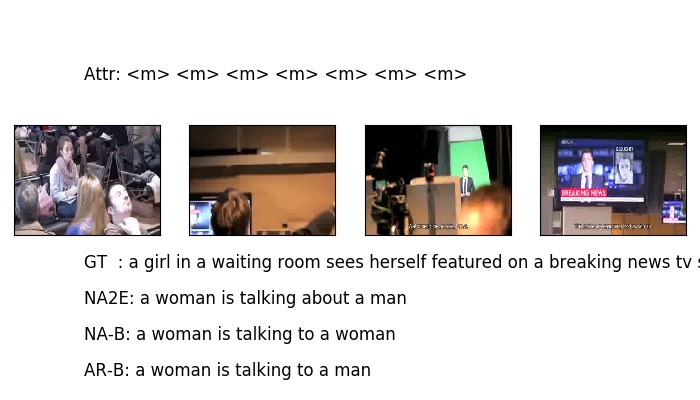 Attr: <m> <m> <m> <m> <m> <m> <m>
BREAKING NEWS
GT : a girl in a waiting room sees herself featured on a breaking news tv s
NA2E: a woman is talking about a man
NA-B: a woman is talking to a woman
AR-B: a woman is talking to a man